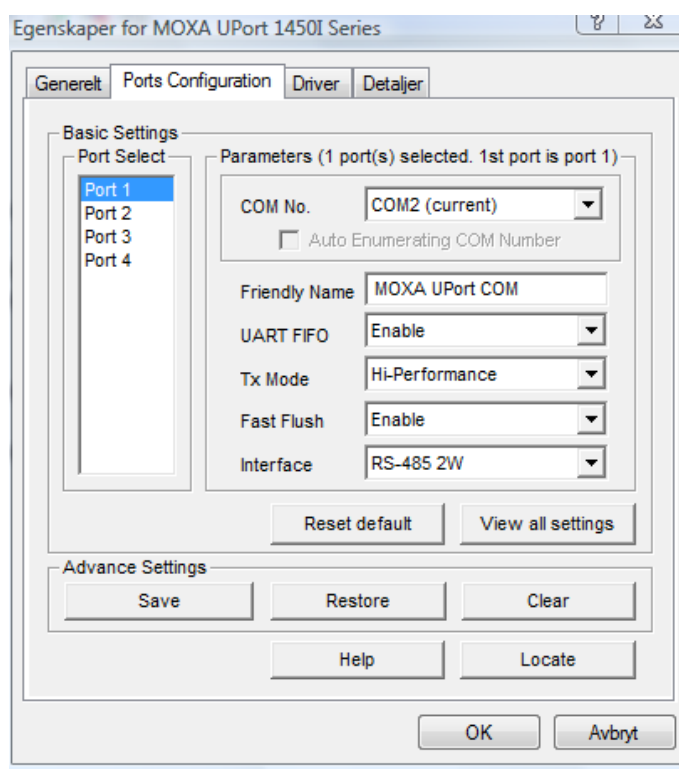 Egenskaper for MOXA UPort 1450I Series
Generelt Ports Configuration Driver Detaljer
Basic Settings
Port Select
Parameters (1 port(s) selected. 1st port is port 1)
Port 1
Port 2
Port 3
Port 4
COM No. COM2 (current)
Auto Enumerating COM Number
Friendly Name MOXA UPort COM
UART FIFO Enable
Tx Mode Hi-Performance
Fast Flush Enable
Interface RS-485 2W
Reset default View all settings
Advance Settings
Save Restore Clear
Help Locate
OK Avbryt